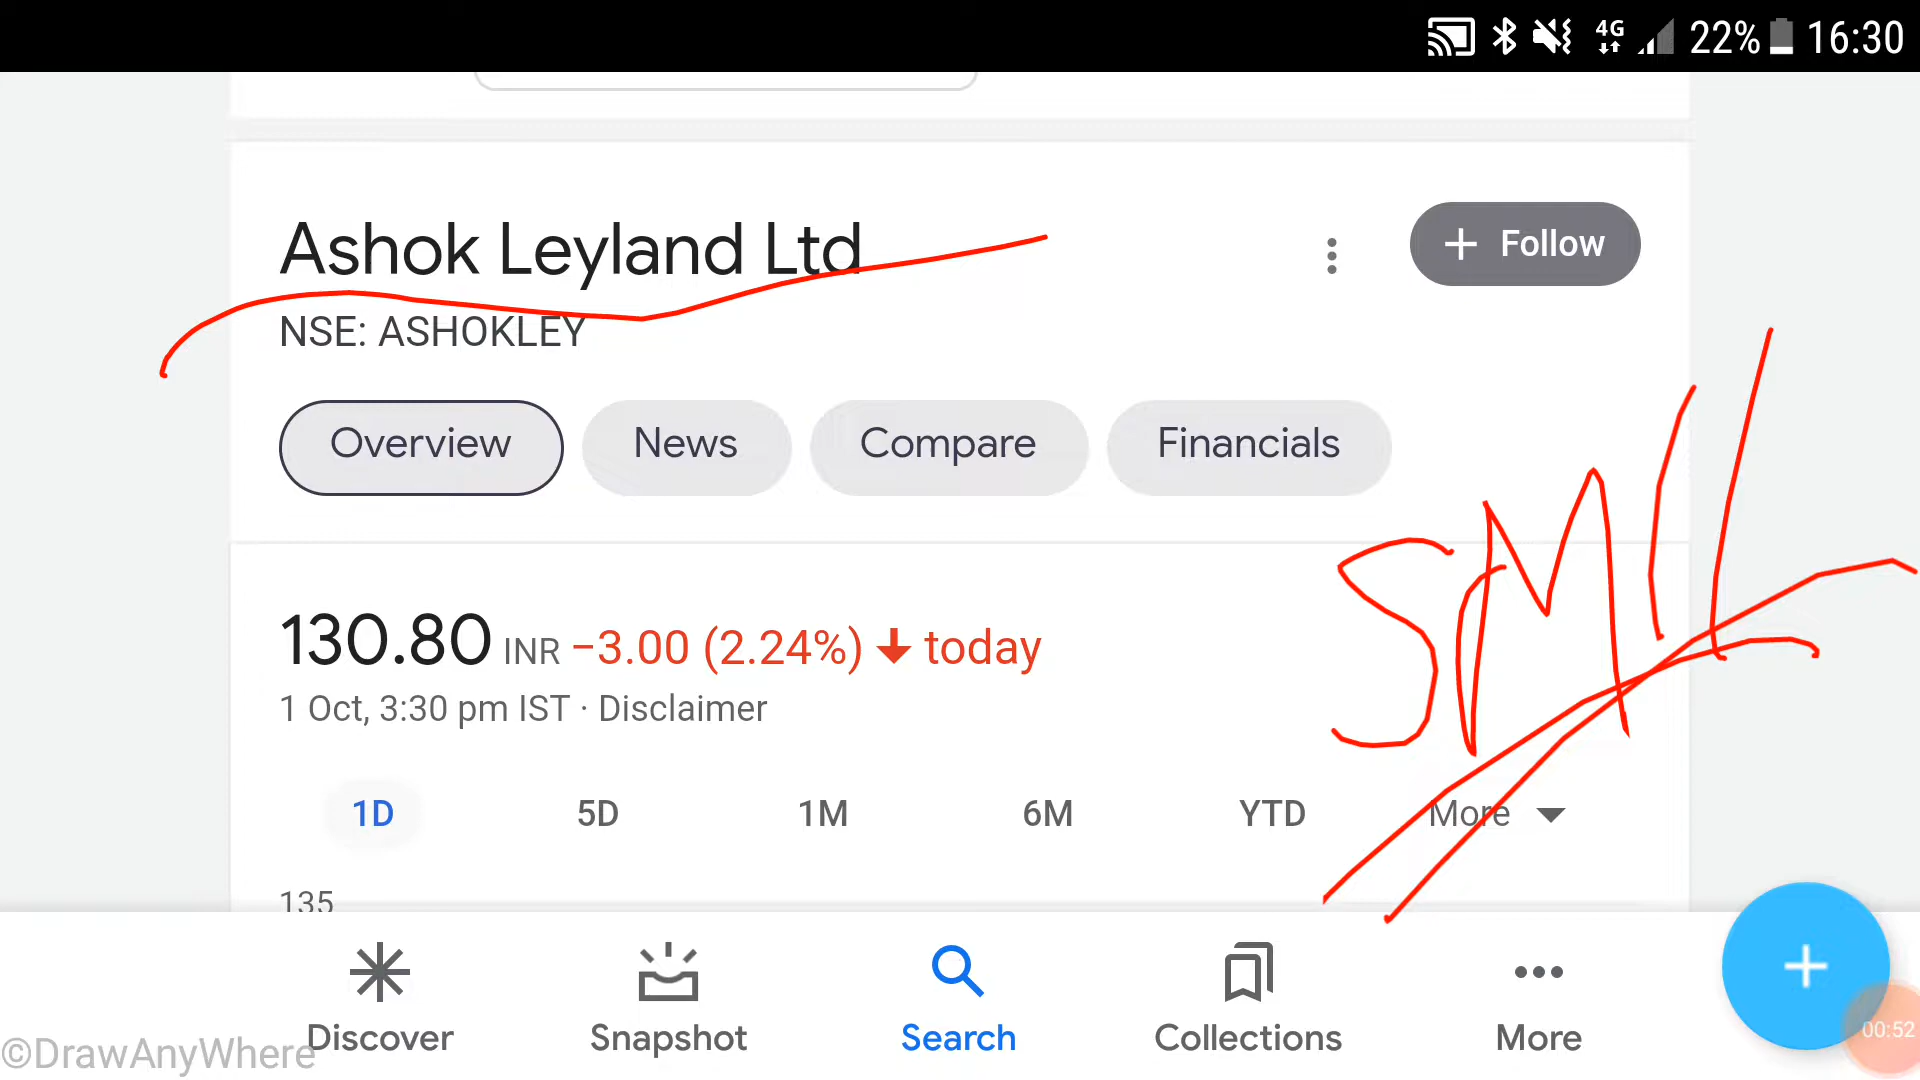 4G 22% 16:30
Ashok Leyland Ltd
+ Follow
NSE: ASHOKLEY
Overview News Compare Financials
SMLL
130.80 INR −3.00 (2.24%) ↓ today
1 Oct, 3:30 pm IST · Disclaimer
1D 5D 1M 6M YTD More
135
Discover Snapshot Search Collections More
00:52
©DrawAnyWhere